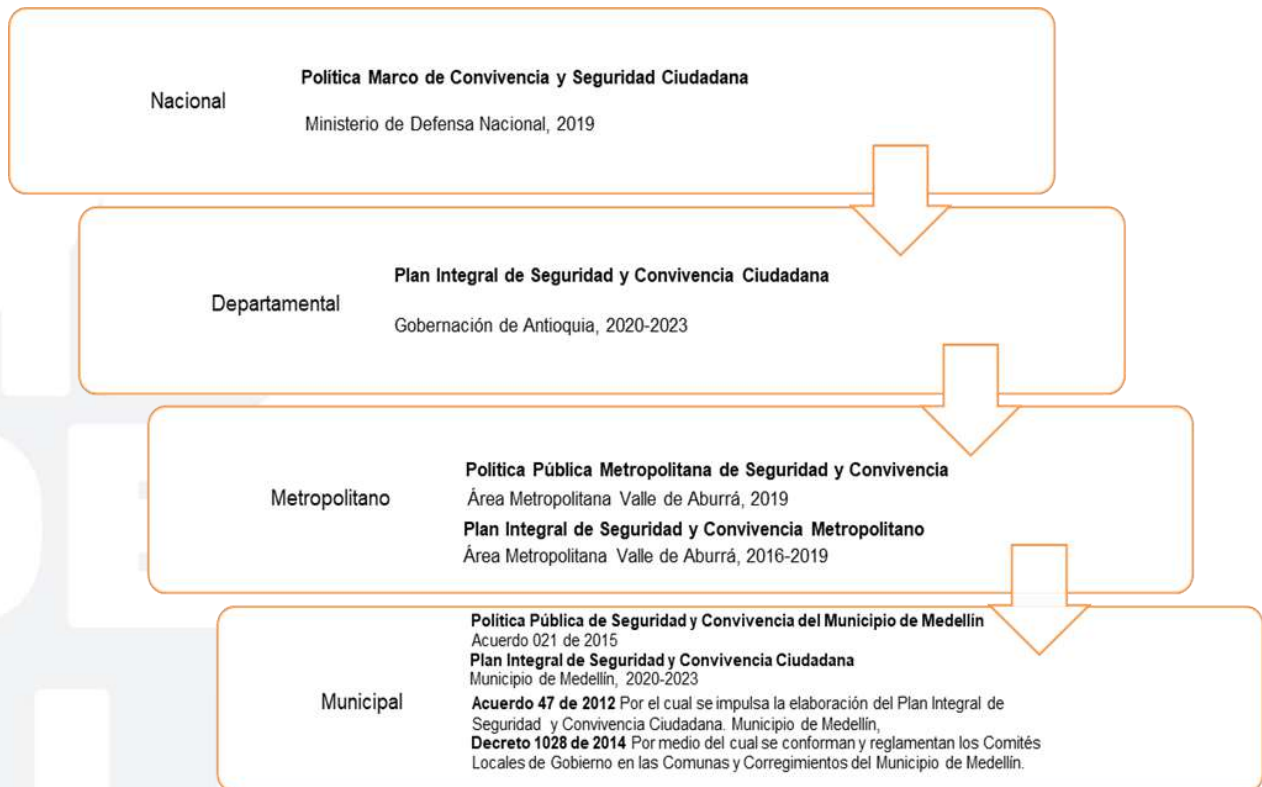 Nacional
Política Marco de Convivencia y Seguridad Ciudadana
Ministerio de Defensa Nacional, 2019
Departamental
Plan Integral de Seguridad y Convivencia Ciudadana
Gobernación de Antioquia, 2020-2023
Metropolitano
Política Pública Metropolitana de Seguridad y Convivencia
Área Metropolitana Valle de Aburrá, 2019
Plan Integral de Seguridad y Convivencia Metropolitano
Área Metropolitana Valle de Aburrá, 2016-2019
Municipal
Política Pública de Seguridad y Convivencia del Municipio de Medellín
Acuerdo 021 de 2015
Plan Integral de Seguridad y Convivencia Ciudadana
Municipio de Medellín, 2020-2023
Acuerdo 47 de 2012 Por el cual se impulsa la elaboración del Plan Integral de
Seguridad y Convivencia Ciudadana. Municipio de Medellín,
Decreto 1028 de 2014 Por medio del cual se conforman y reglamentan los Comités
Locales de Gobierno en las Comunas y Corregimientos del Municipio de Medellín.